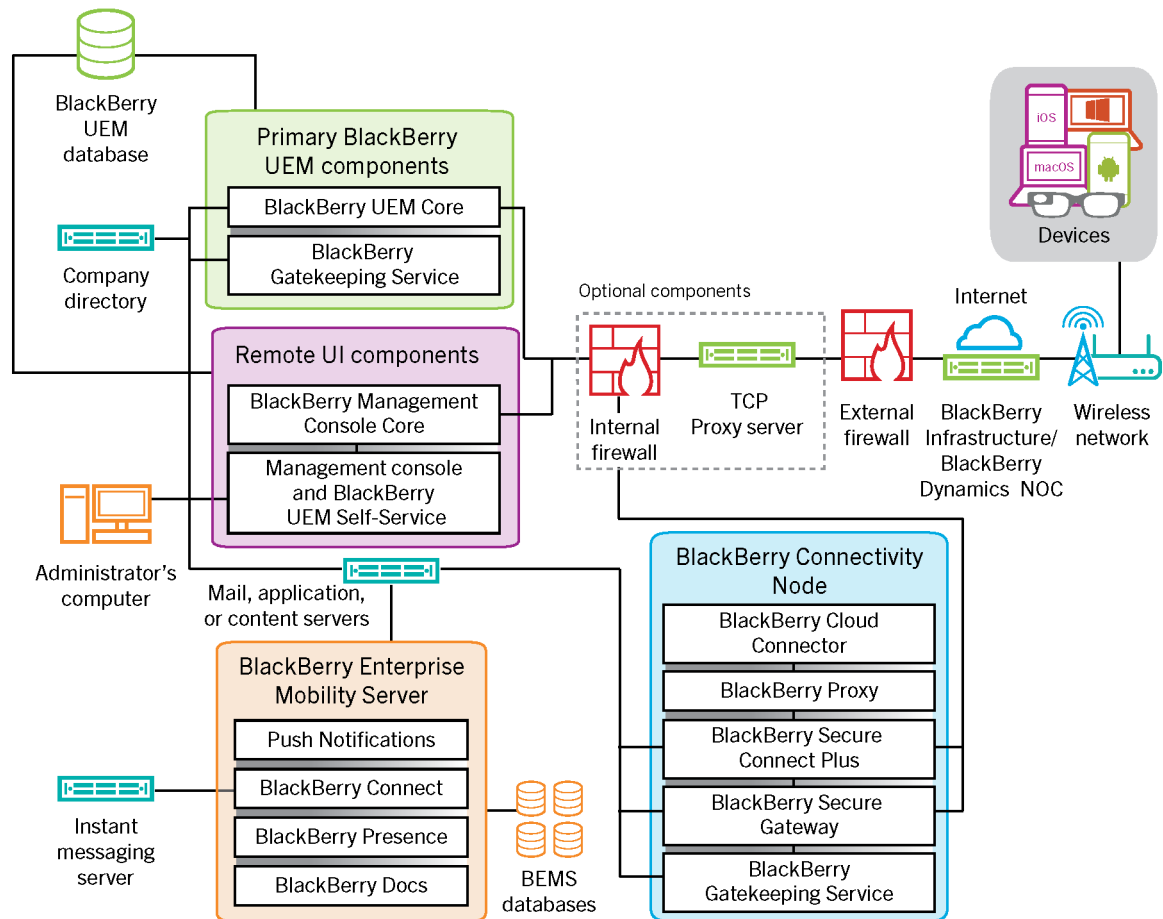 BlackBerry
UEM
database
Primary BlackBerry
UEM components
BlackBerry UEM Core
BlackBerry
Gatekeeping Service
Company
directory
Remote UI components
BlackBerry Management
Console Core
Management console
and BlackBerry
UEM Self-Service
Administrator's
computer
Mail, application,
or content servers
BlackBerry Enterprise
Mobility Server
Push Notifications
BlackBerry Connect
BlackBerry Presence
BlackBerry Docs
Instant
messaging
server
BEMS
databases
Optional components
Internal
firewall
TCP
Proxy server
External
firewall
Internet
BlackBerry
Infrastructure/
BlackBerry
Dynamics NOC
Wireless
network
iOS
macOS
Devices
BlackBerry Connectivity
Node
BlackBerry Cloud
Connector
BlackBerry Proxy
BlackBerry Secure
Connect Plus
BlackBerry Secure
Gateway
BlackBerry
Gatekeeping Service